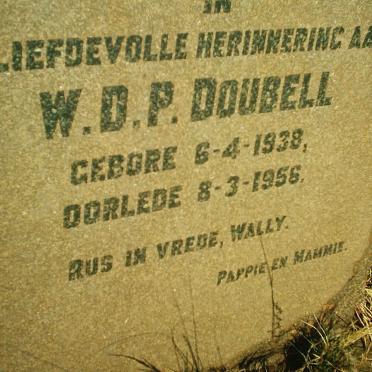 IN
LIEFDEVOLLE HERINNERING AA
W.D.P. DOUBELL
GEBORE 6-4-1938,
OORLEDE 8-3-1956.
RUS IN VREDE, WALLY.
PAPPIE EN MAMMIE.